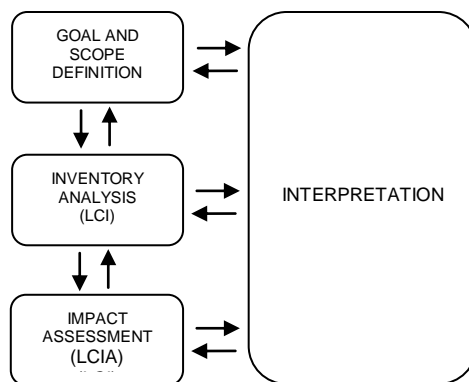 GOAL AND
SCOPE
DEFINITION
INVENTORY
ANALYSIS
(LCI)
INTERPRETATION
IMPACT
ASSESSMENT
(LCIA)